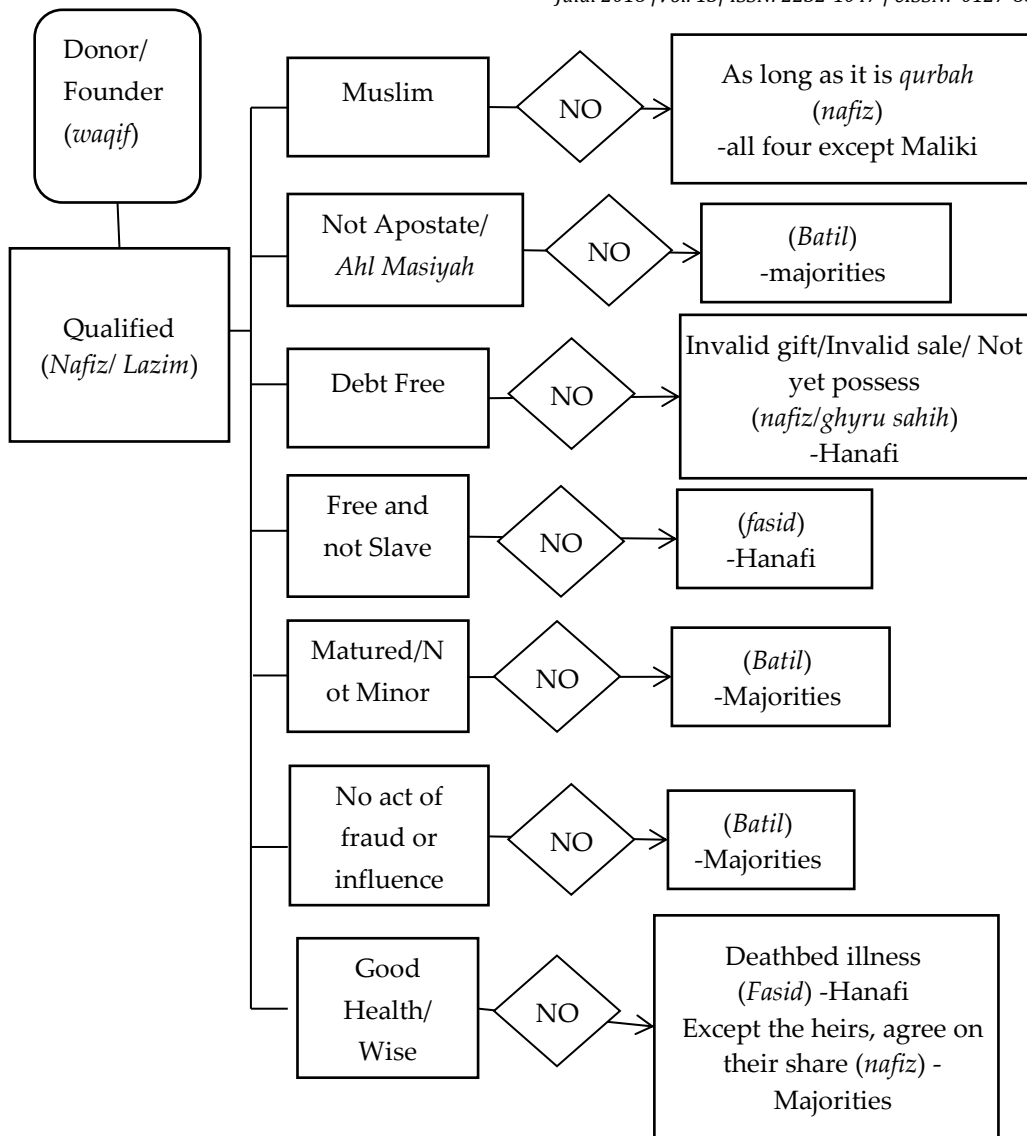 Donor/
Founder
(waqif)
Qualified
(Nafiz/ Lazim)
Muslim
NO
As long as it is qurbah
(nafiz)
-all four except Maliki
Not Apostate/
Ahl Masiyah
NO
(Batil)
-majorities
Debt Free
NO
Invalid gift/Invalid sale/ Not
yet possess
(nafiz/ghyru sahih)
-Hanafi
Free and
not Slave
NO
(fasid)
-Hanafi
Matured/N
ot Minor
NO
(Batil)
-Majorities
No act of
fraud or
influence
NO
(Batil)
-Majorities
Good
Health/
Wise
NO
Deathbed illness
(Fasid) -Hanafi
Except the heirs, agree on
their share (nafiz) -
Majorities